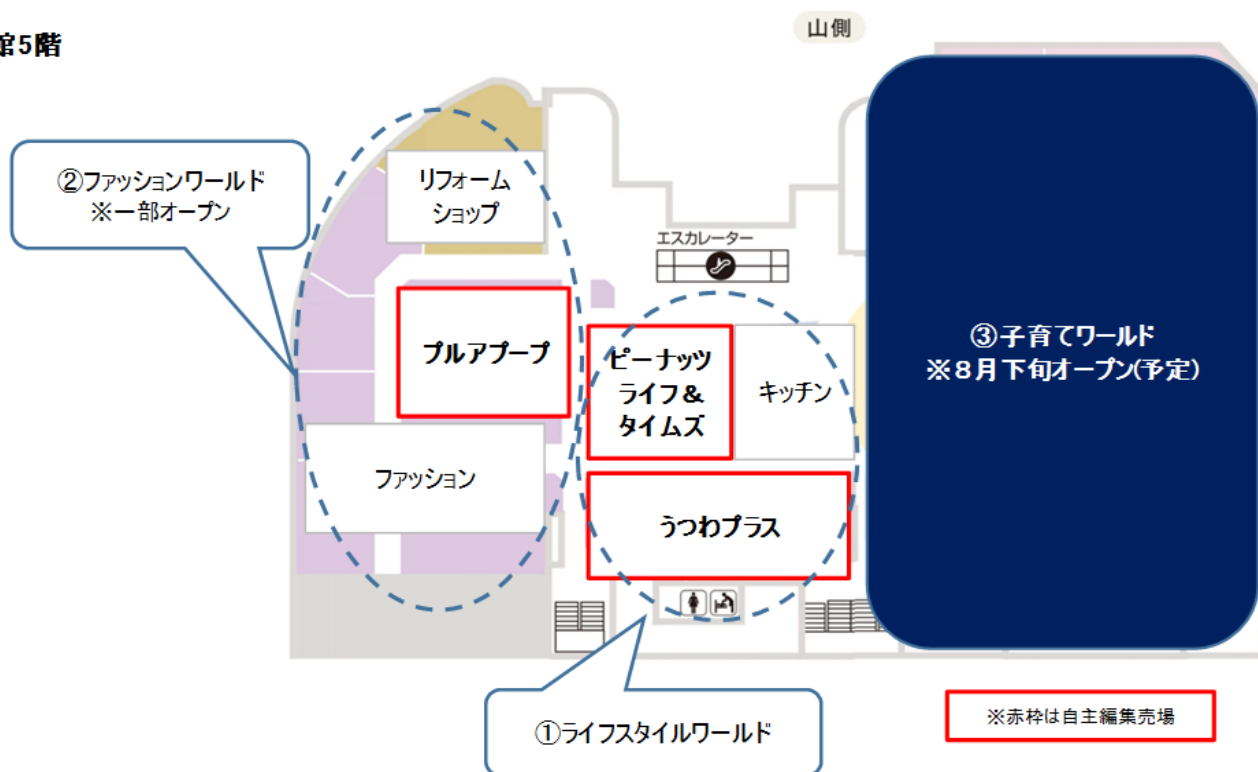 館5階
山側
②ファッションワールド
※一部オープン
リフォーム
ショップ
エスカレーター
プルアプープ
ピーナッツ
ライフ＆
タイムズ
キッチン
③子育てワールド
※８月下旬オープン(予定)
ファッション
うつわプラス
①ライフスタイルワールド
※赤枠は自主編集売場